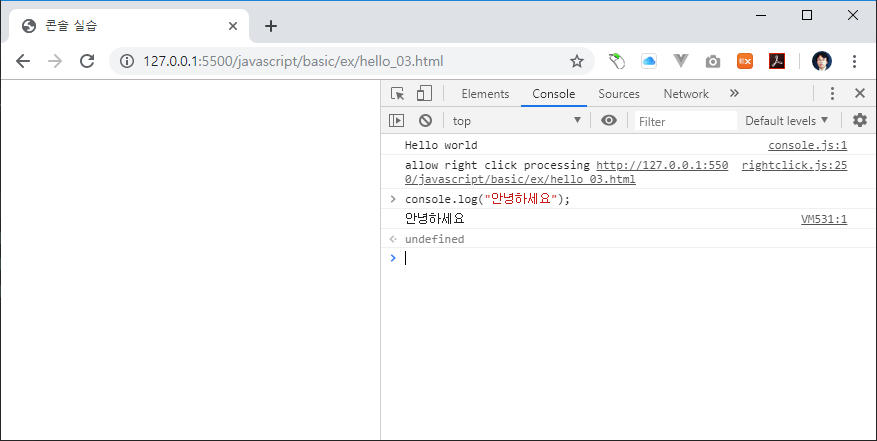 콘솔 실습
127.0.0.1:5500/javascript/basic/ex/hello_03.html
EX
Elements Console Sources Network
top Filter Default levels
Hello world console.js:1
allow right click processing http://127.0.0.1:550 rightclick.js:25
0/javascript/basic/ex/hello_03.html
console.log("안녕하세요");
안녕하세요 VM531:1
undefined